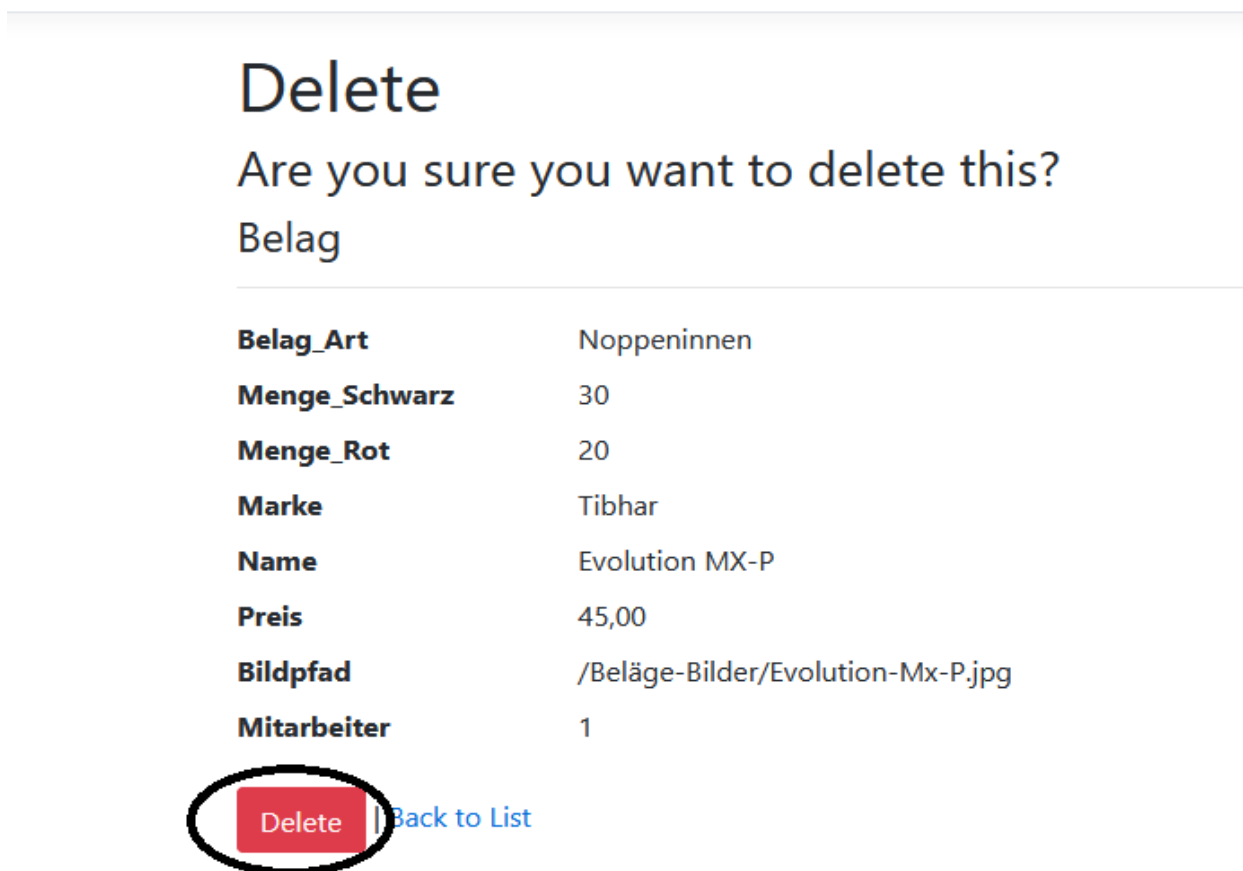 Delete
Are you sure you want to delete this?
Belag
Belag_Art Noppeninnen
Menge_Schwarz 30
Menge_Rot 20
Marke Tibhar
Name Evolution MX-P
Preis 45,00
Bildpfad /Beläge-Bilder/Evolution-Mx-P.jpg
Mitarbeiter 1
Delete | Back to List